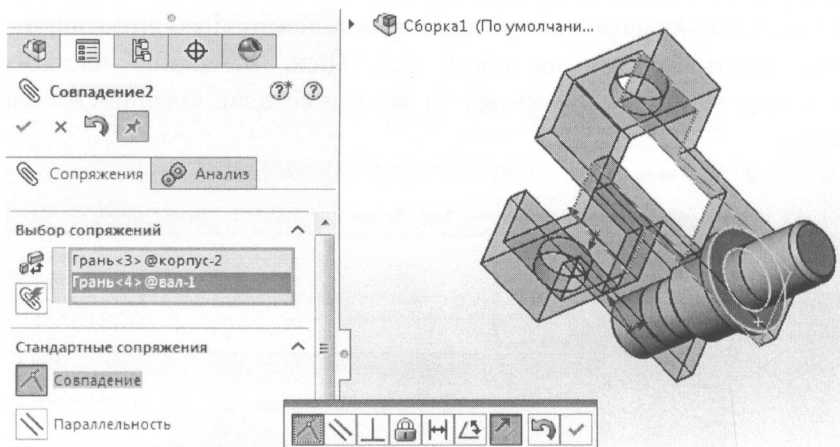 Сборка1 (По умолчани...
Совпадение2
Сопряжения
Анализ
Выбор сопряжений
Грань<3>@корпус-2
Грань<4>@вал-1
Стандартные сопряжения
Совпадение
Параллельность